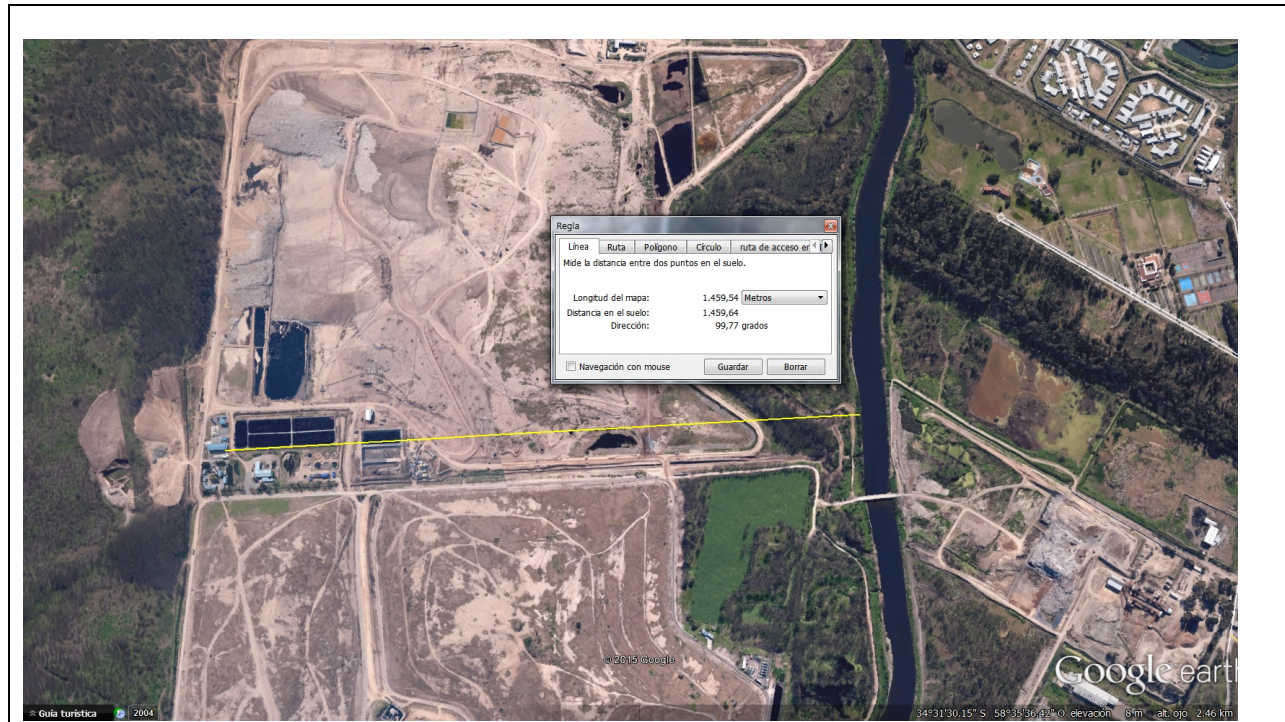 Regla
Línea Ruta Polígono Círculo ruta de acceso en
Mide la distancia entre dos puntos en el suelo.
Longitud del mapa: 1.459,54 Metros
Distancia en el suelo: 1.459,64
Dirección: 99,77 grados
Navegación con mouse Guardar Borrar
© 2015 Google
Google earth
Guía turística 2004 34°31'30.15" S 58°35'36.42" O elevación 8 m alt. ojo 2.46 km